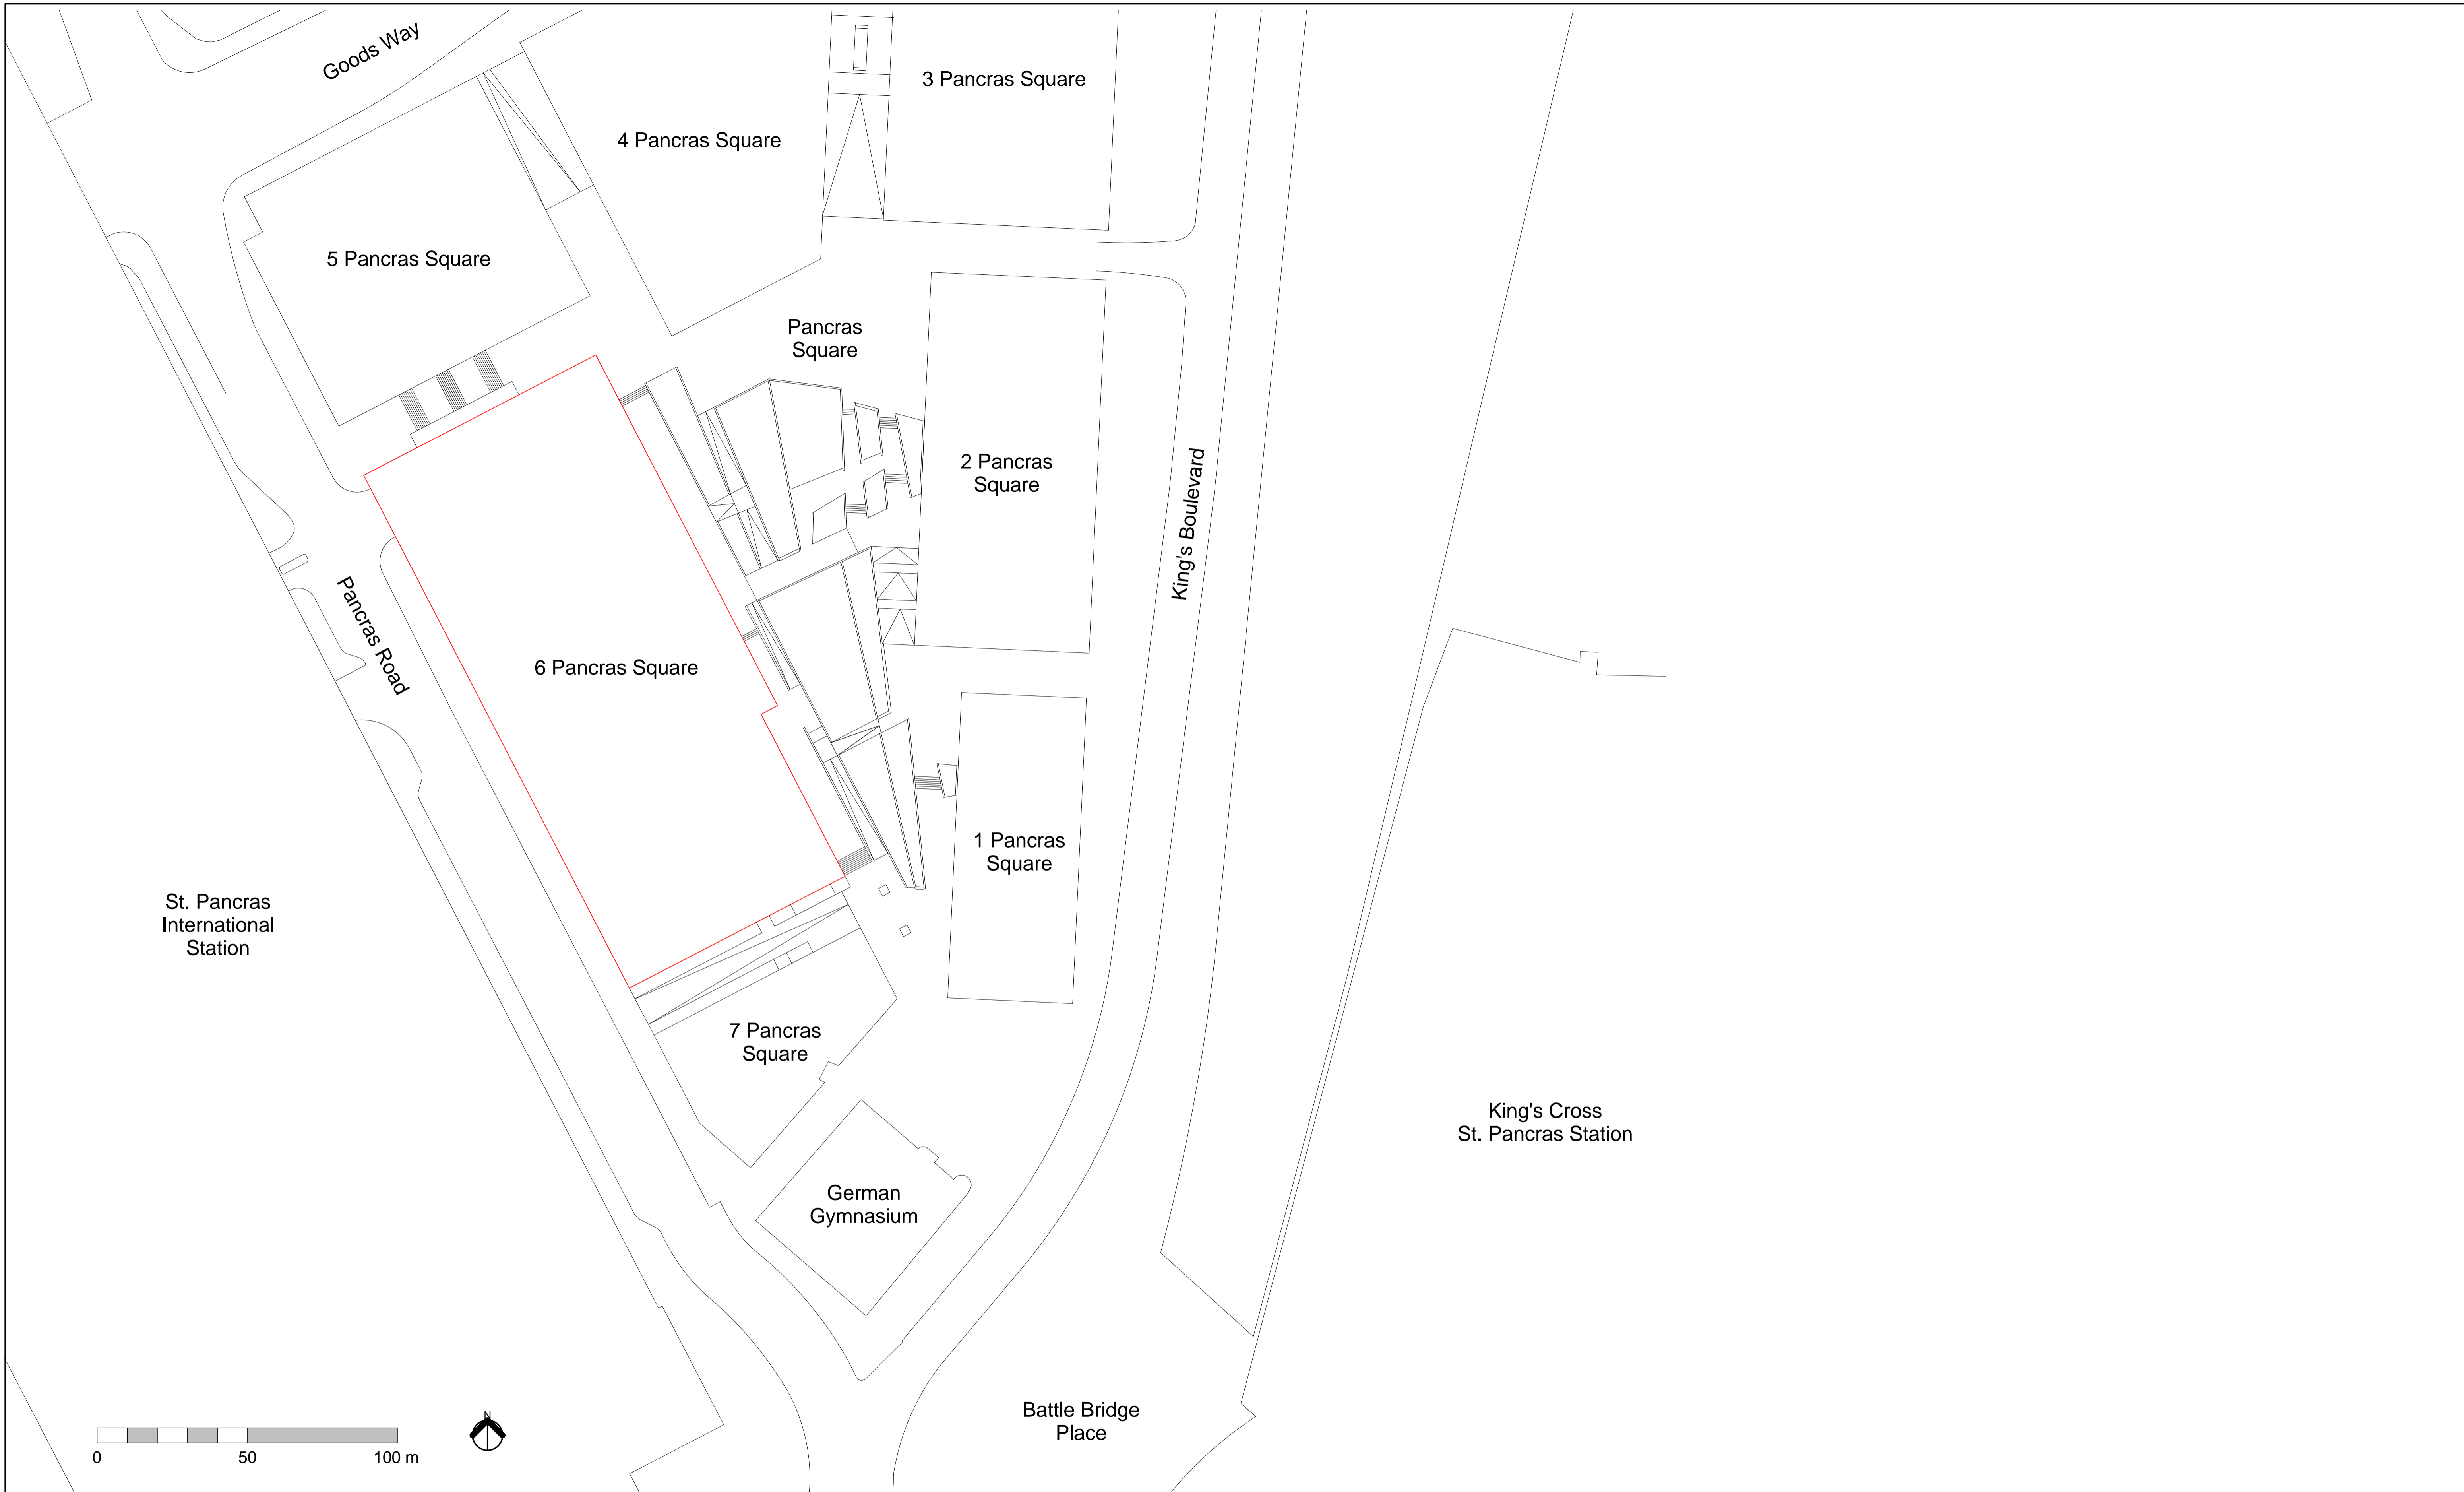 Goods Way
3 Pancras Square
4 Pancras Square
5 Pancras Square
Pancras
Square
2 Pancras
Square
King's Boulevard
Pancras Road
6 Pancras Square
1 Pancras
Square
St. Pancras
International
Station
7 Pancras
Square
King's Cross
St. Pancras Station
German
Gymnasium
Battle Bridge
Place
N
0 50 100 m